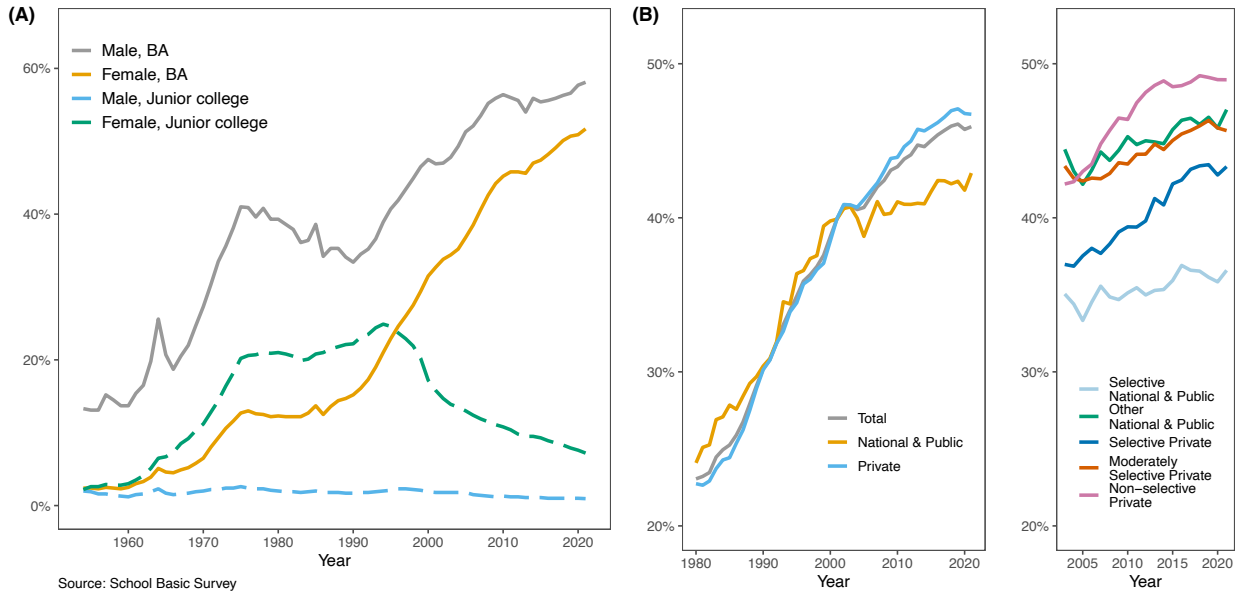 (A)
Male, BA
Female, BA
Male, Junior college
Female, Junior college
60%
40%
20%
0%
1960 1970 1980 1990 2000 2010 2020
Year
Source: School Basic Survey
(B)
50%
40%
30%
20%
Total
National & Public
Private
1980 1990 2000 2010 2020
Year
50%
40%
30%
20%
Selective
National & Public
Other
National & Public
Selective Private
Moderately
Selective Private
Non−selective
Private
2005 2010 2015 2020
Year